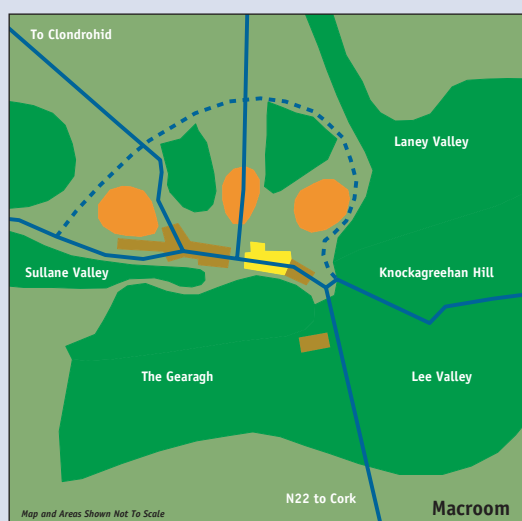 To Clondrohid
Laney Valley
Sullane Valley
Knockagreehan Hill
The Gearagh
Lee Valley
N22 to Cork
Macroom
Map and Areas Shown Not To Scale